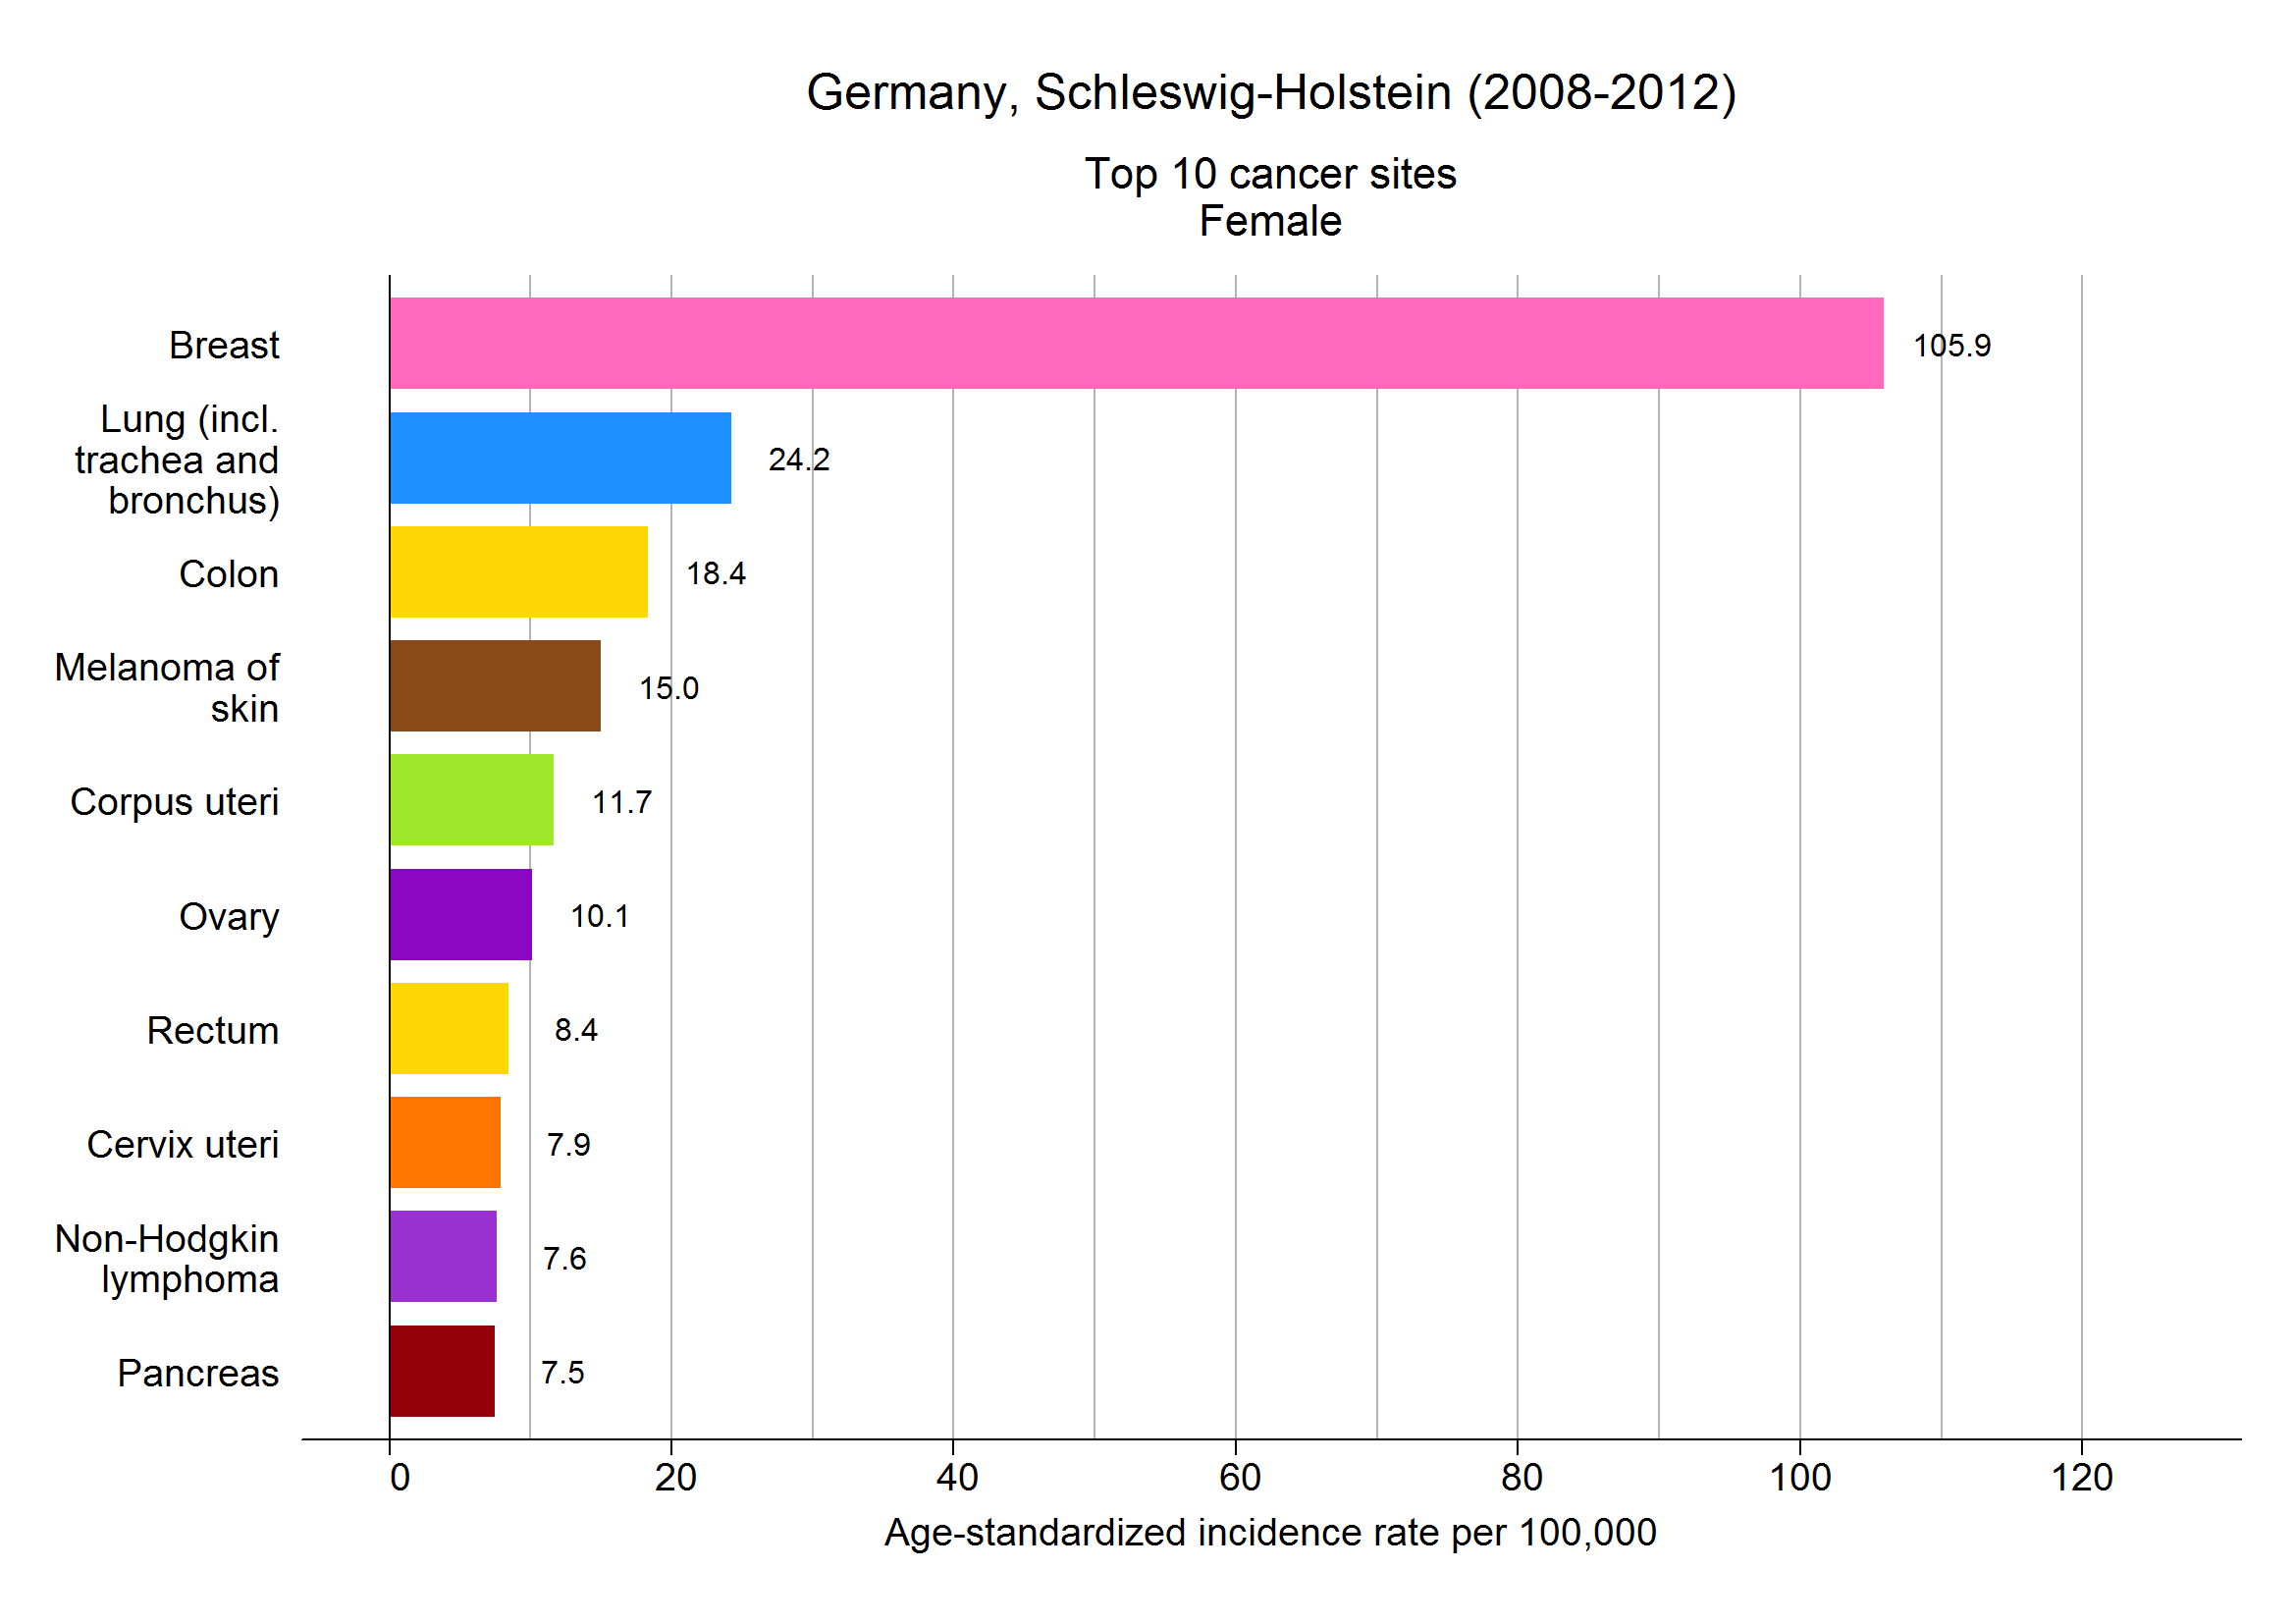 Germany, Schleswig-Holstein (2008-2012)
Top 10 cancer sites
Female
Breast
105.9
Lung (incl.
trachea and
bronchus)
24.2
Colon
18.4
Melanoma of
skin
15.0
Corpus uteri
11.7
Ovary
10.1
Rectum
8.4
Cervix uteri
7.9
Non-Hodgkin
lymphoma
7.6
Pancreas
7.5
0 20 40 60 80 100 120
Age-standardized incidence rate per 100,000